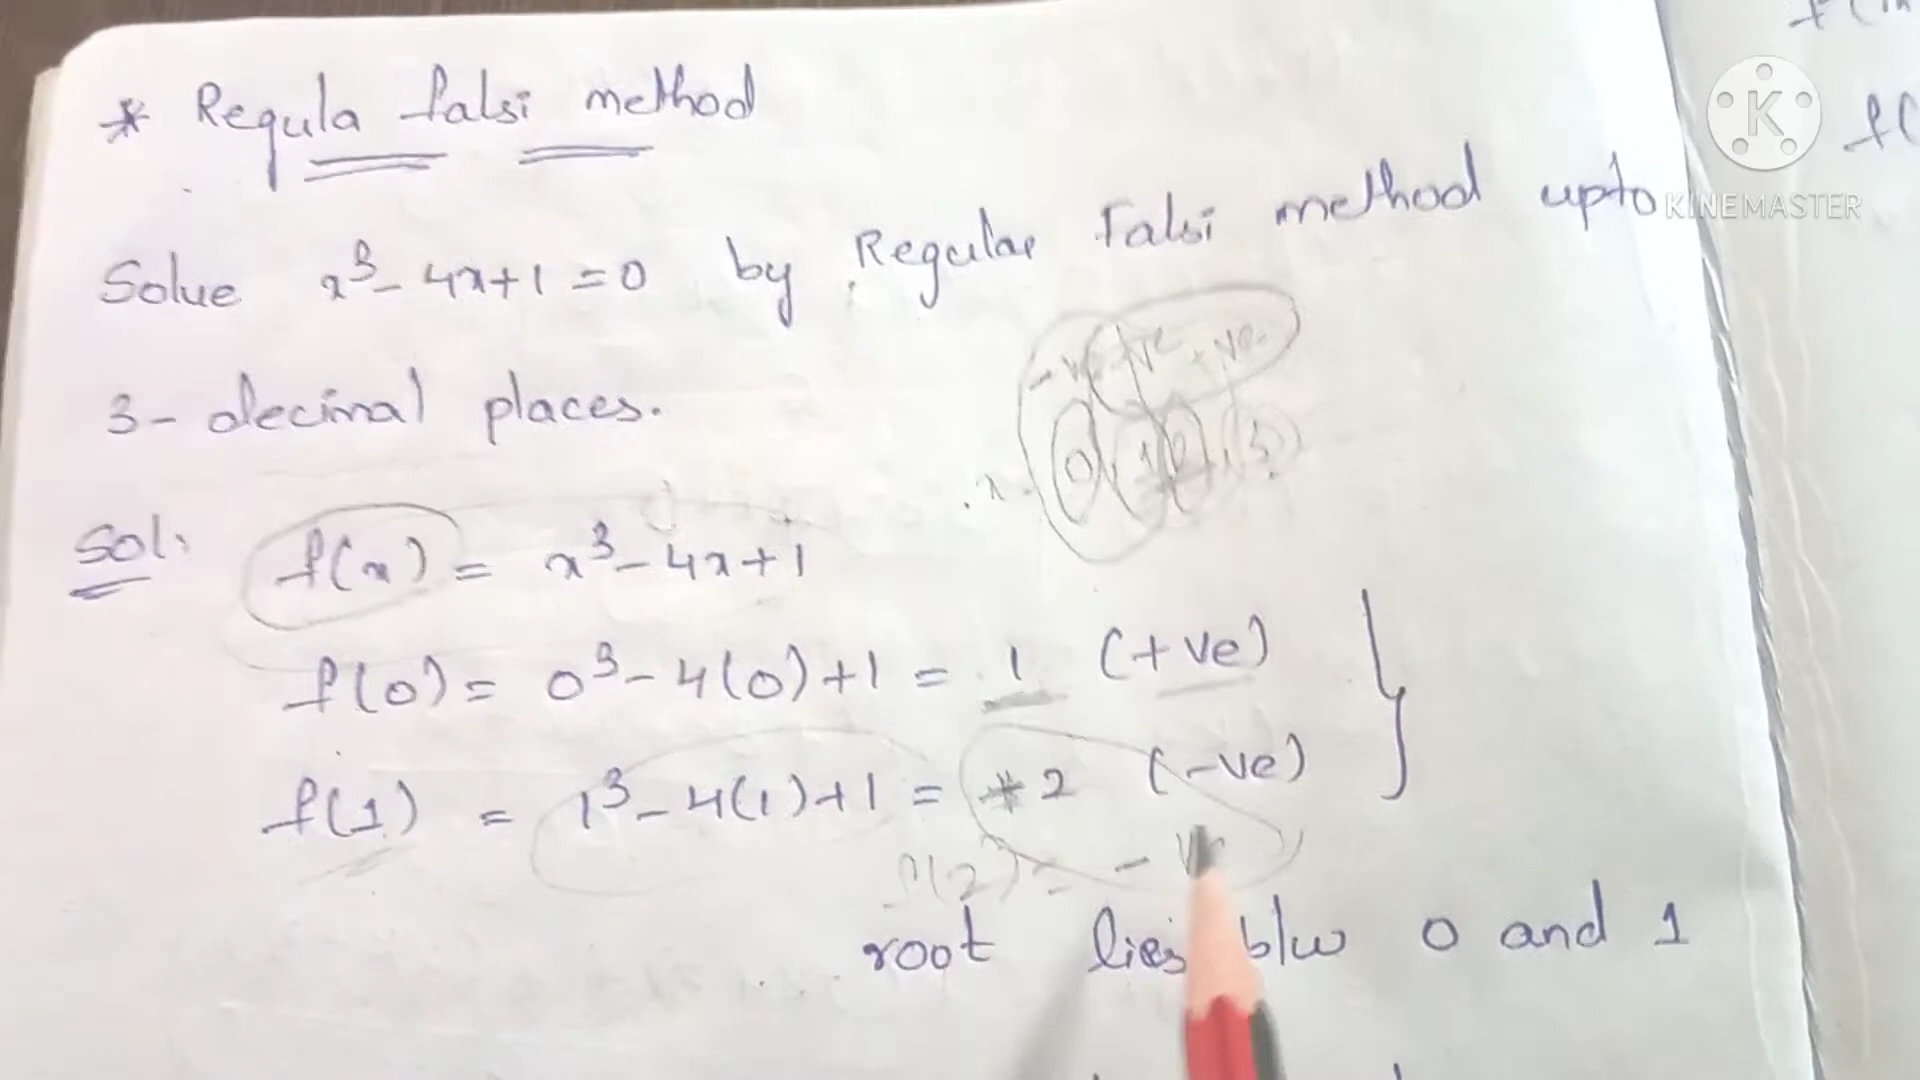 * Regula falsi method
Solve x³ - 4x + 1 = 0 by Regular Falsi method upto
3 - decimal places.
Sol: f(x) = x³ - 4x + 1
f(0) = 0³ - 4(0) + 1 = 1 (+ve)
f(1) = 1³ - 4(1) + 1 = 2 (-ve)
f(2) = -
root lies b/w 0 and 1
K
KINEMASTER